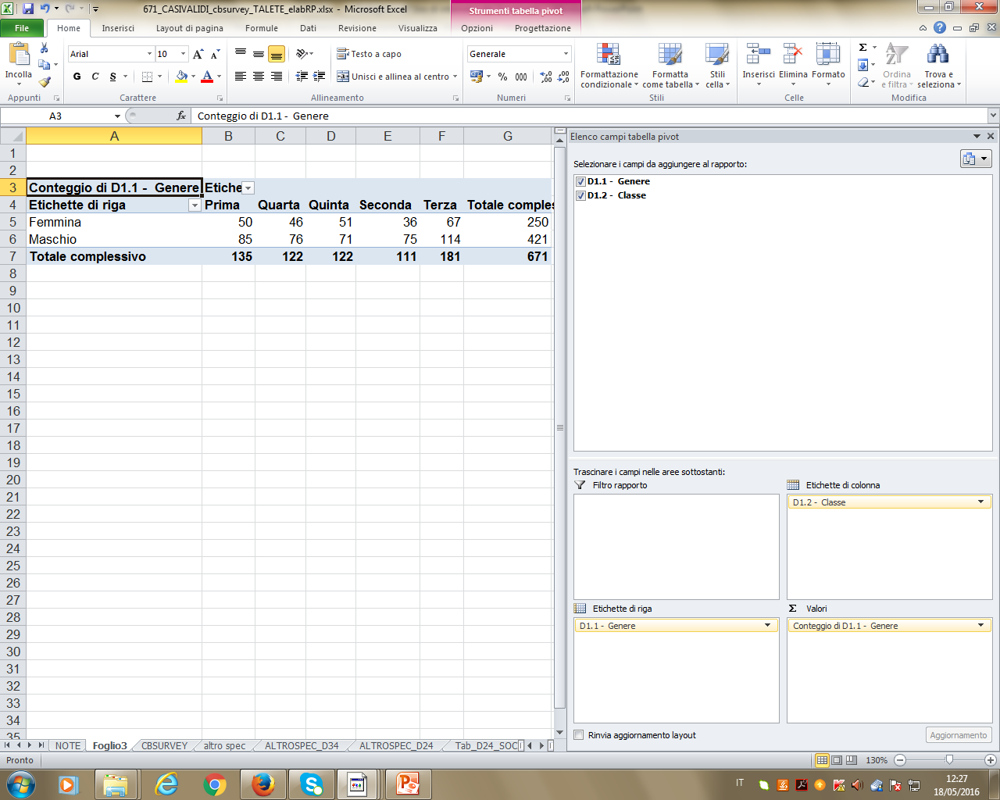 671_CASIVALIDI_cbsurvey_TALETE_elabRP.xlsx - Microsoft Excel
Strumenti tabella pivot
File Home Inserisci Layout di pagina Formule Dati Revisione Visualizza Opzioni Progettazione
Incolla
Appunti
Arial 10
G C S
Carattere
Testo a capo
Unisci e allinea al centro
Allineamento
Generale
% 000
Numeri
Formattazione condizionale
Formatta come tabella
Stili cella
Stili
Inserisci Elimina Formato
Celle
Ordina e filtra
Trova e seleziona
Modifica
A3 fx Conteggio di D1.1 - Genere
A B C D E F G
1
2
3 Conteggio di D1.1 - Genere Etiche
4 Etichette di riga Prima Quarta Quinta Seconda Terza Totale comples
5 Femmina 50 46 51 36 67 250
6 Maschio 85 76 71 75 114 421
7 Totale complessivo 135 122 122 111 181 671
8
9
10
11
12
13
14
15
16
17
18
19
20
21
22
23
24
25
26
27
28
29
30
31
32
33
34
35
Elenco campi tabella pivot
Selezionare i campi da aggiungere al rapporto:
D1.1 - Genere
D1.2 - Classe
Trascinare i campi nelle aree sottostanti:
Filtro rapporto
Etichette di colonna
D1.2 - Classe
Etichette di riga
Σ Valori
D1.1 - Genere
Conteggio di D1.1 - Genere
Rinvia aggiornamento layout
Aggiornamento
NOTE Foglio3 CBSURVEY altro spec ALTROSPEC_D34 ALTROSPEC_D24 Tab_D24_SOC
Pronto
130%
IT
12:27
18/05/2016